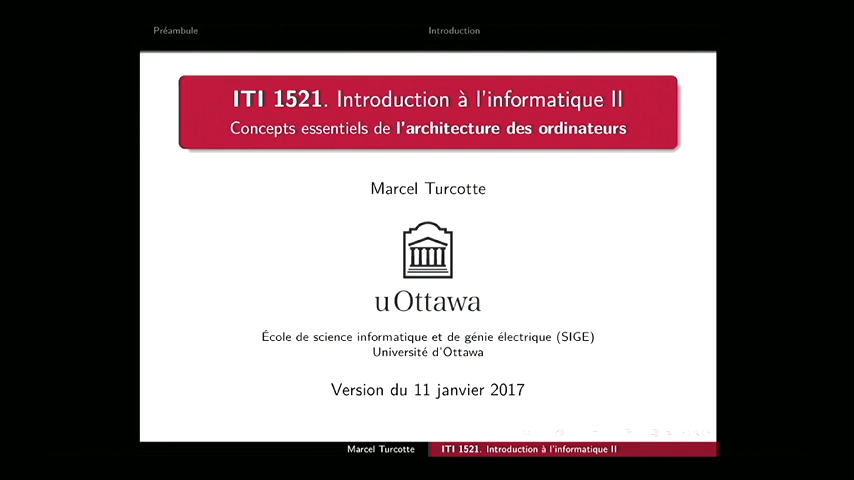 Préambule
Introduction
ITI 1521. Introduction à l'informatique II
Concepts essentiels de l'architecture des ordinateurs
Marcel Turcotte
uOttawa
École de science informatique et de génie électrique (SIGE)
Université d'Ottawa
Version du 11 janvier 2017
Marcel Turcotte
ITI 1521. Introduction à l'informatique II